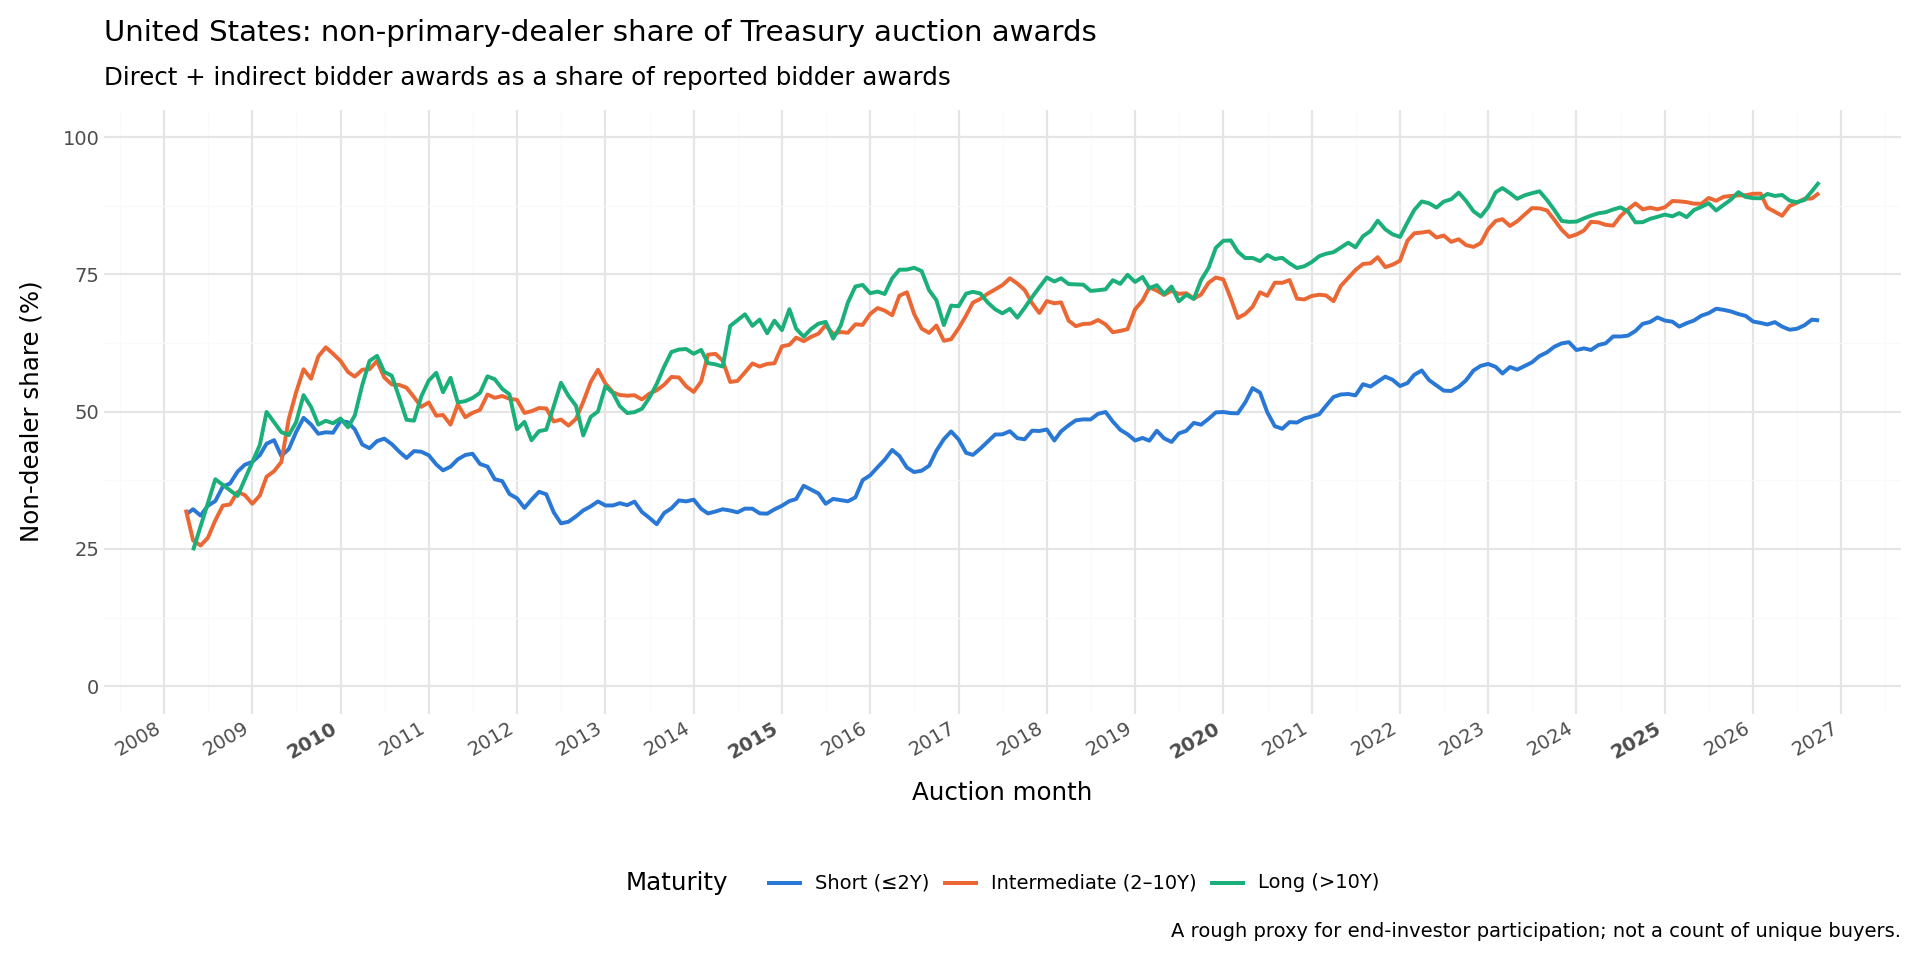 United States: non-primary-dealer share of Treasury auction awards
Direct + indirect bidder awards as a share of reported bidder awards
Non-dealer share (%)
100
75
50
25
0
2008 2009 2010 2011 2012 2013 2014 2015 2016 2017 2018 2019 2020 2021 2022 2023 2024 2025 2026 2027
Auction month
Maturity Short (≤2Y) Intermediate (2–10Y) Long (>10Y)
A rough proxy for end-investor participation; not a count of unique buyers.